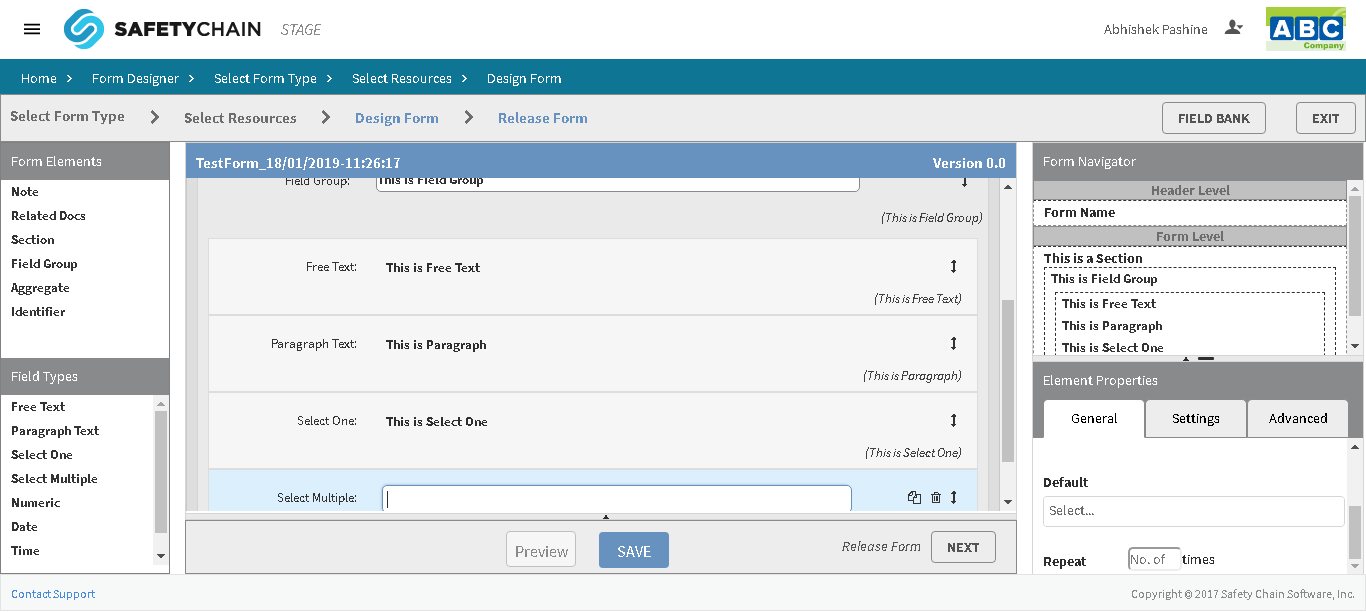 SAFETYCHAIN STAGE
Abhishek Pashine
ABC
Company
Home > Form Designer > Select Form Type > Select Resources > Design Form
Select Form Type > Select Resources > Design Form > Release Form
FIELD BANK
EXIT
Form Elements
Note
Related Docs
Section
Field Group
Aggregate
Identifier
Field Types
Free Text
Paragraph Text
Select One
Select Multiple
Numeric
Date
Time
TestForm_18/01/2019-11:26:17
Version 0.0
Field Group: This is Field Group
(This is Field Group)
Free Text: This is Free Text
(This is Free Text)
Paragraph Text: This is Paragraph
(This is Paragraph)
Select One: This is Select One
(This is Select One)
Select Multiple:
Preview
SAVE
Release Form
NEXT
Form Navigator
Header Level
Form Name
Form Level
This is a Section
This is Field Group
This is Free Text
This is Paragraph
This is Select One
Element Properties
General
Settings
Advanced
Default
Select...
Repeat No. of times
Contact Support
Copyright © 2017 Safety Chain Software, Inc.